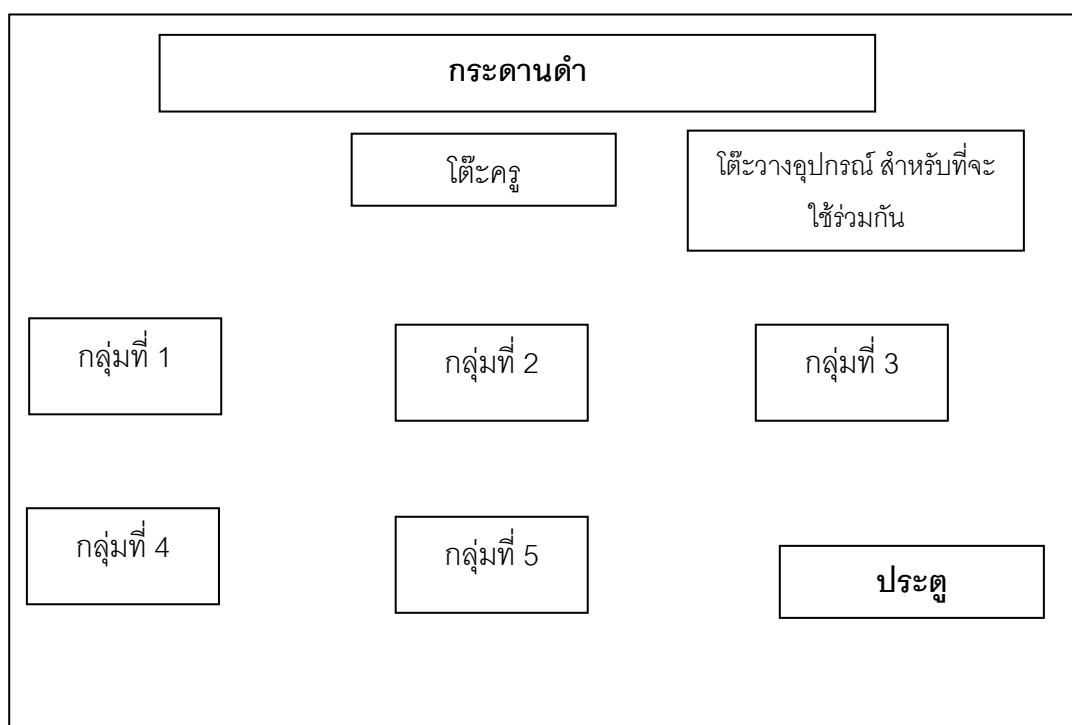 กระดานดำ
โต๊ะครู
โต๊ะวางอุปกรณ์ สำหรับที่จะ
ใช้ร่วมกัน
กลุ่มที่ 1
กลุ่มที่ 2
กลุ่มที่ 3
กลุ่มที่ 4
กลุ่มที่ 5
ประตู